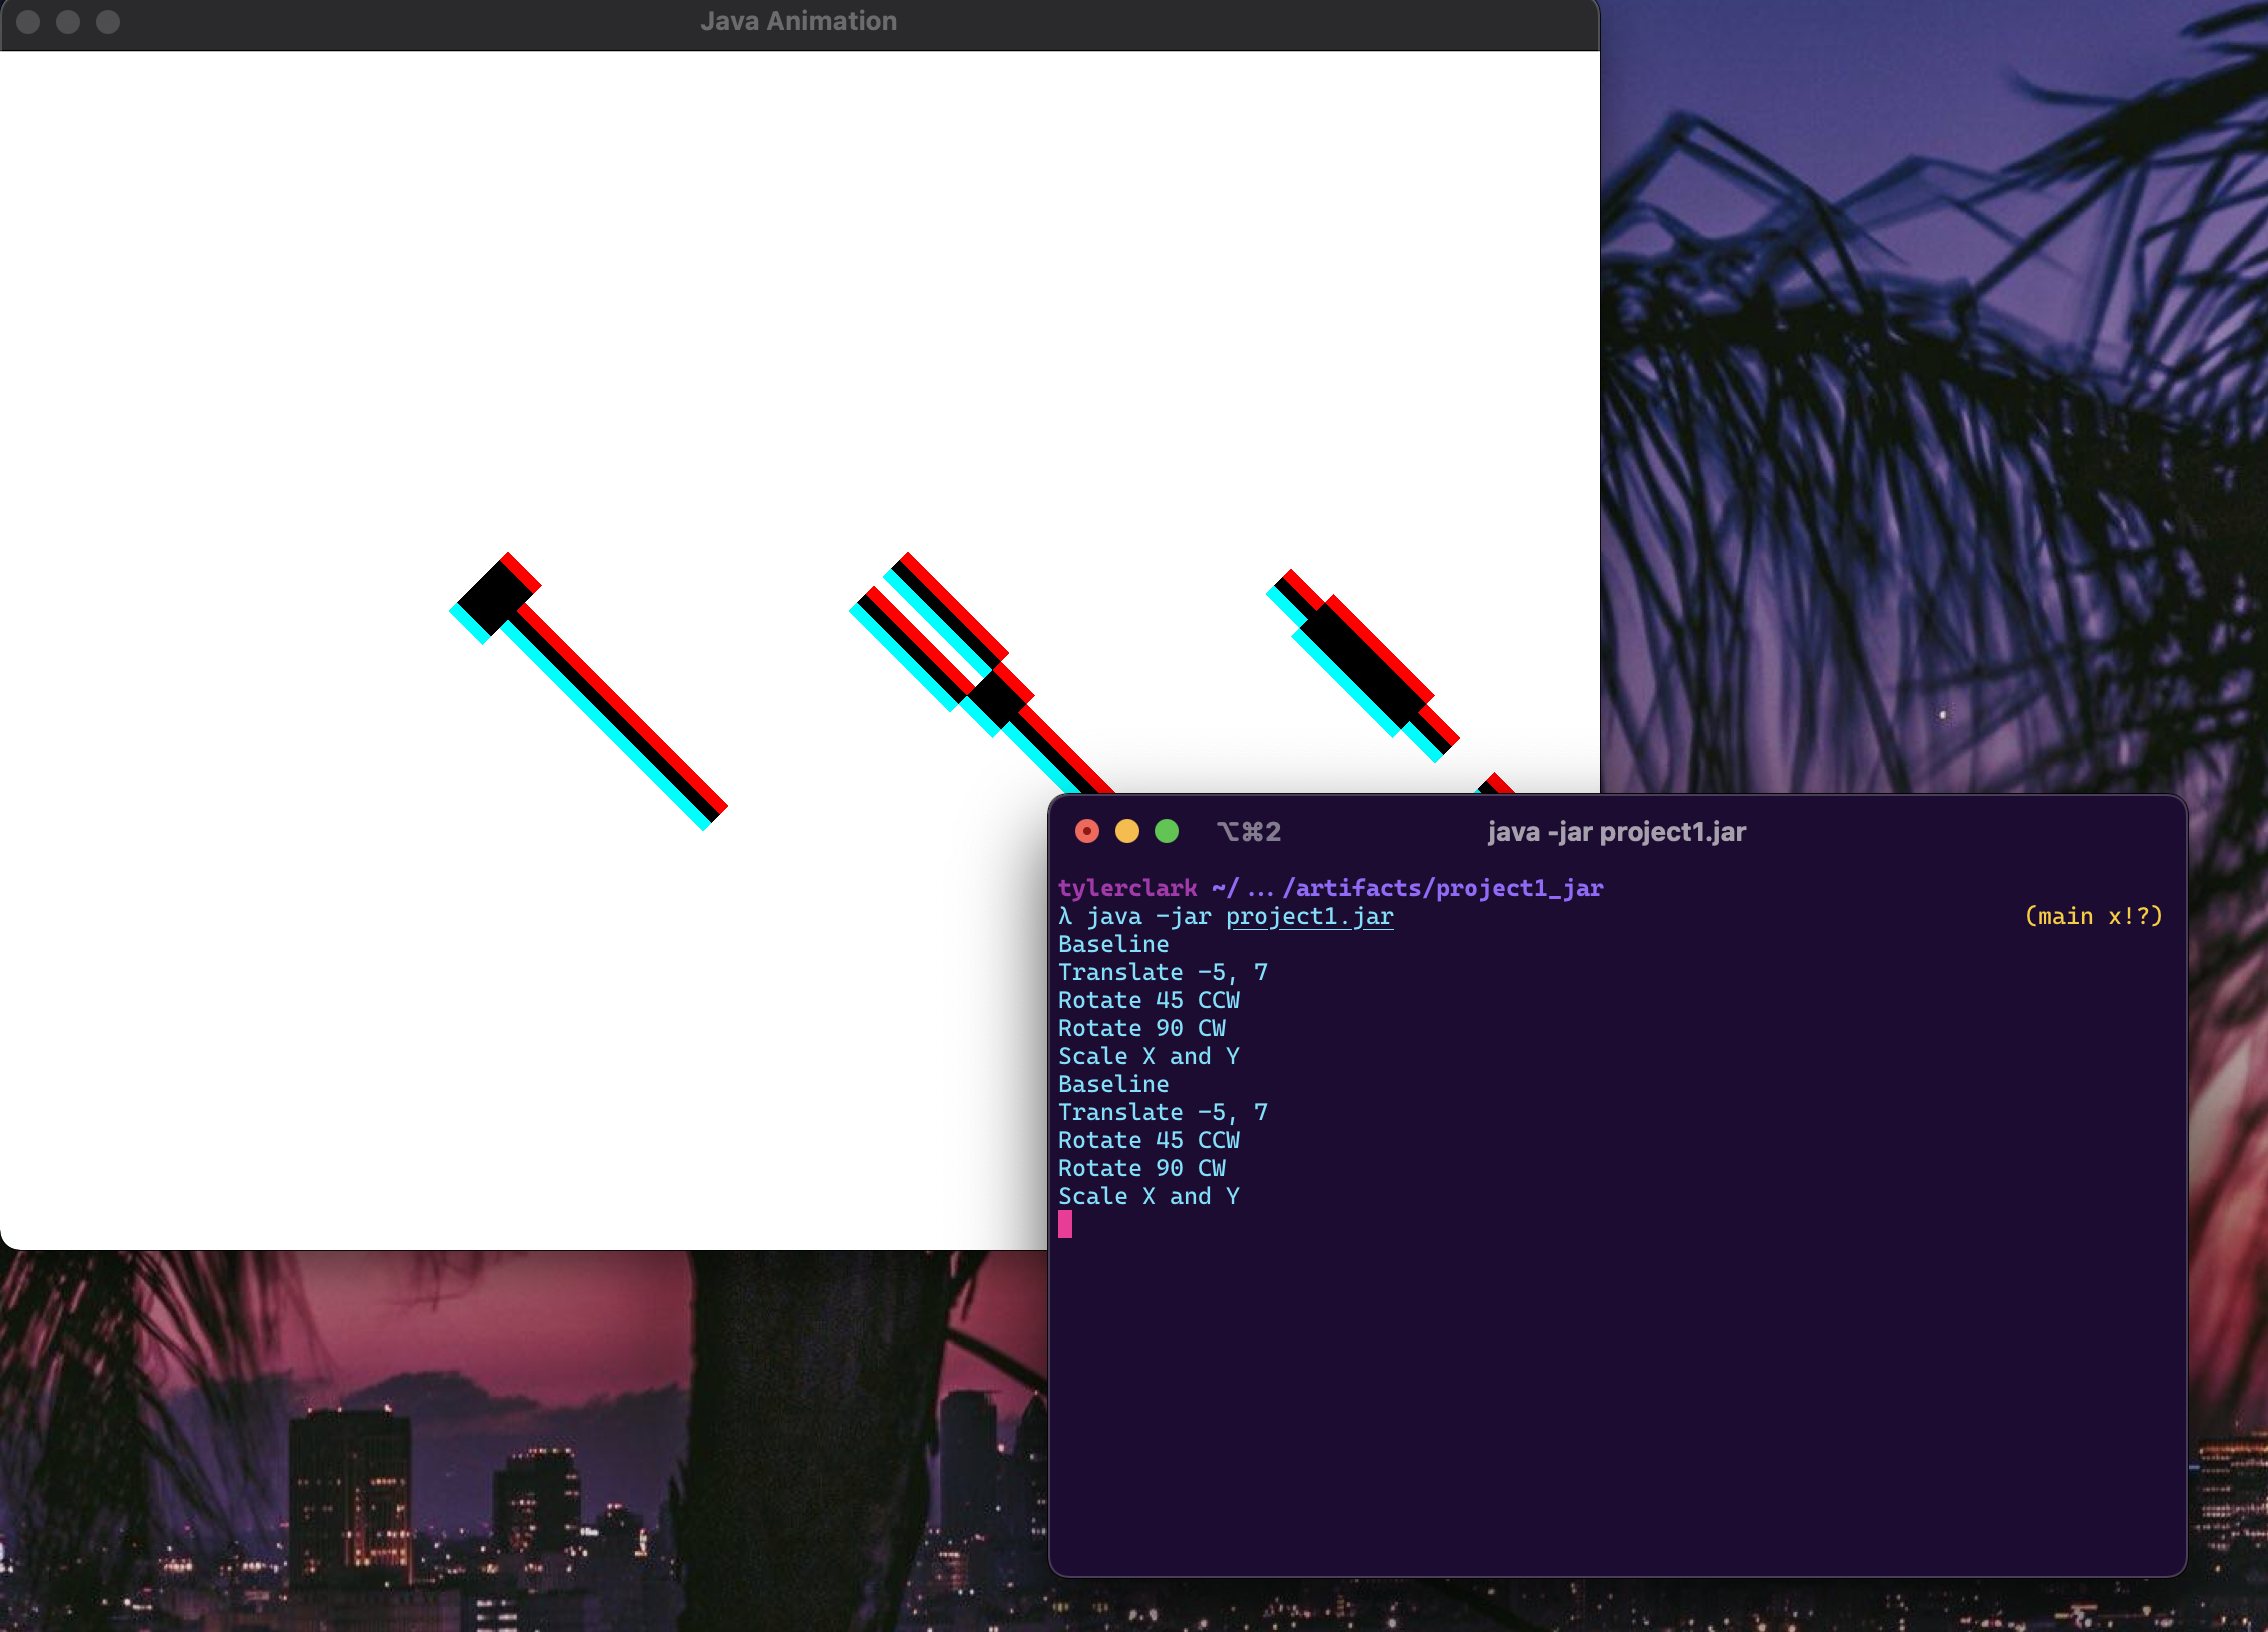 Java Animation
⌥⌘2 java -jar project1.jar
tylerclark ~/ … /artifacts/project1_jar
λ java -jar project1.jar (main x!?)
Baseline
Translate -5, 7
Rotate 45 CCW
Rotate 90 CW
Scale X and Y
Baseline
Translate -5, 7
Rotate 45 CCW
Rotate 90 CW
Scale X and Y